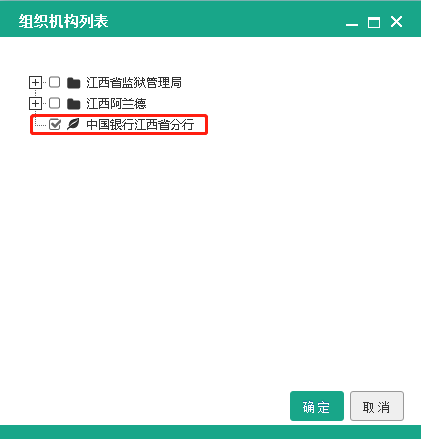 组织机构列表
江西省监狱管理局
江西阿兰德
中国银行江西省分行
确定 取消